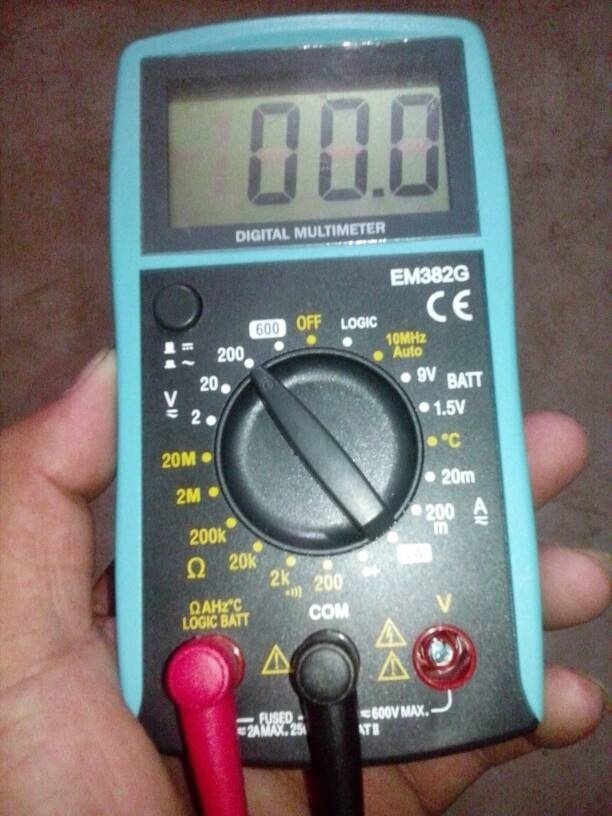 00.0
DIGITAL MULTIMETER
EM382G
CE
600 OFF LOGIC
10MHz
Auto
200
20
2
V
9V BATT
1.5V
°C
20m
200
m
A
20M
2M
200k
20k
2k
200
Ω
ΩAHz°C
LOGIC BATT
COM
V
FUSED
2A MAX.
≂600V MAX.